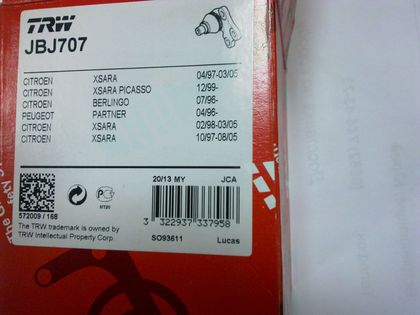 TRW
JBJ707
CITROEN XSARA 04/97-03/05
CITROEN XSARA PICASSO 12/99-
CITROEN BERLINGO 07/96-
PEUGEOT PARTNER 04/96-
CITROEN XSARA 02/98-03/05
CITROEN XSARA 10/97-08/05
20/13 MY JCA
572009 / 168
3 322937 337958
The TRW trademark is owned by
TRW Intellectual Property Corp.
SO93611 Lucas
TRW